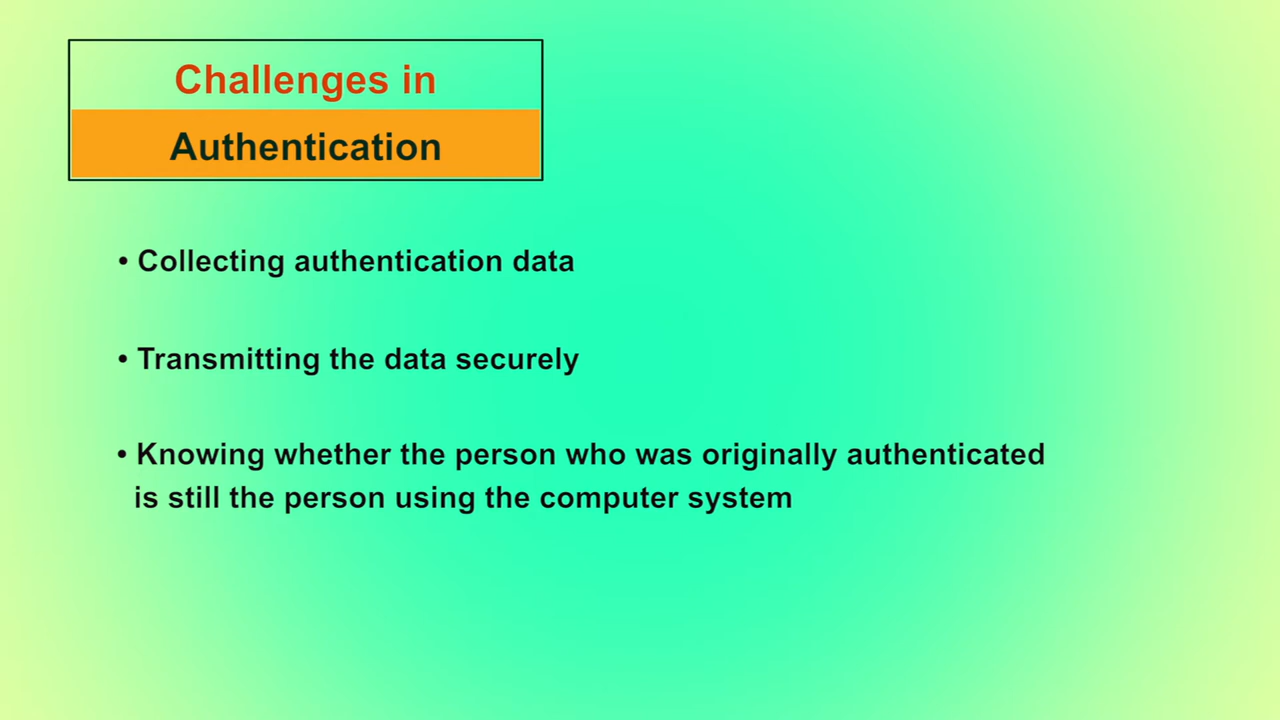 Challenges in
Authentication
• Collecting authentication data
• Transmitting the data securely
• Knowing whether the person who was originally authenticated
is still the person using the computer system